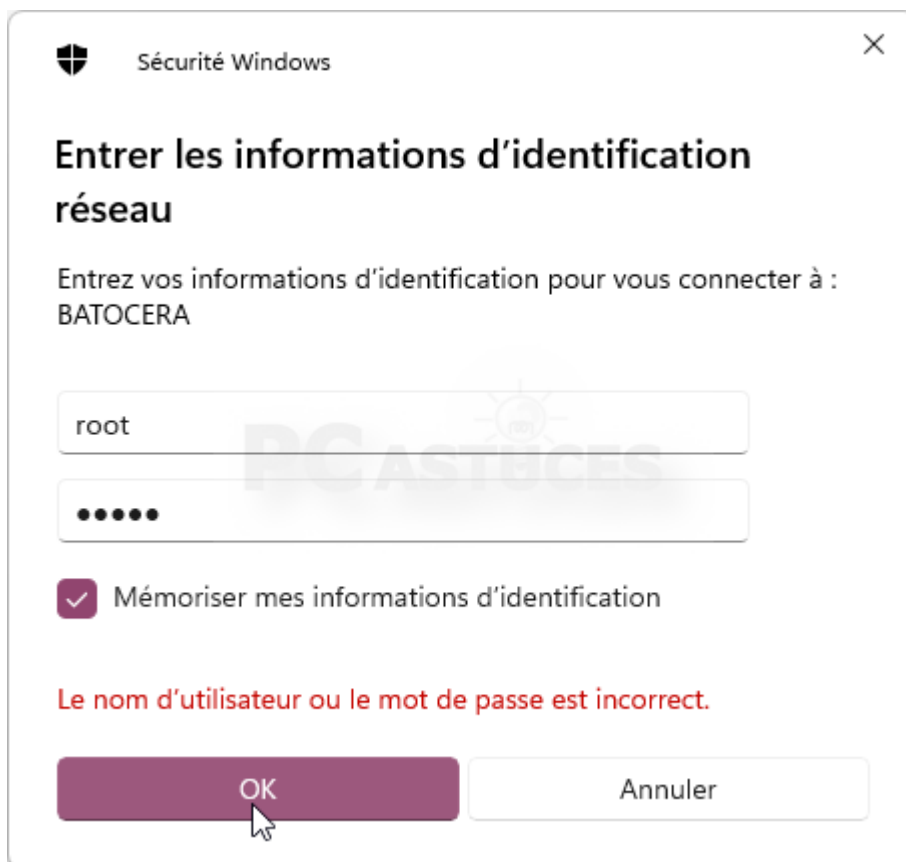 Sécurité Windows
Entrer les informations d’identification
réseau
Entrez vos informations d’identification pour vous connecter à :
BATOCERA
root
PC ASTUCES
•••••
Mémoriser mes informations d’identification
Le nom d’utilisateur ou le mot de passe est incorrect.
OK
Annuler